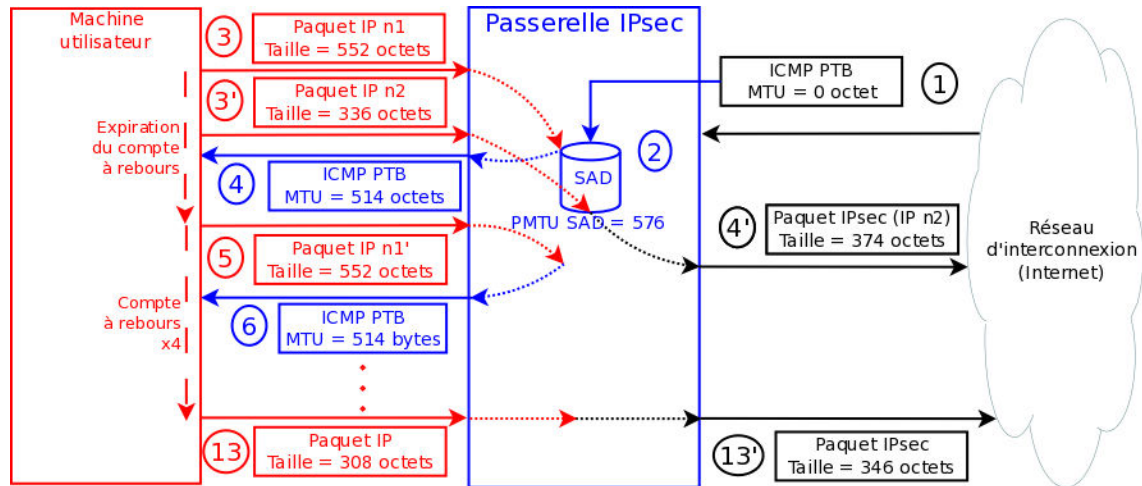 Machine
utilisateur
3
Paquet IP n1
Taille = 552 octets
Passerelle IPsec
ICMP PTB
MTU = 0 octet
1
3'
Paquet IP n2
Taille = 336 octets
Expiration
du compte
à rebours
2
SAD
PMTU SAD = 576
4
ICMP PTB
MTU = 514 octets
4'
Paquet IPsec (IP n2)
Taille = 374 octets
Réseau
d'interconnexion
(Internet)
5
Paquet IP n1'
Taille = 552 octets
Compte
à rebours
x4
6
ICMP PTB
MTU = 514 bytes
13
Paquet IP
Taille = 308 octets
13'
Paquet IPsec
Taille = 346 octets